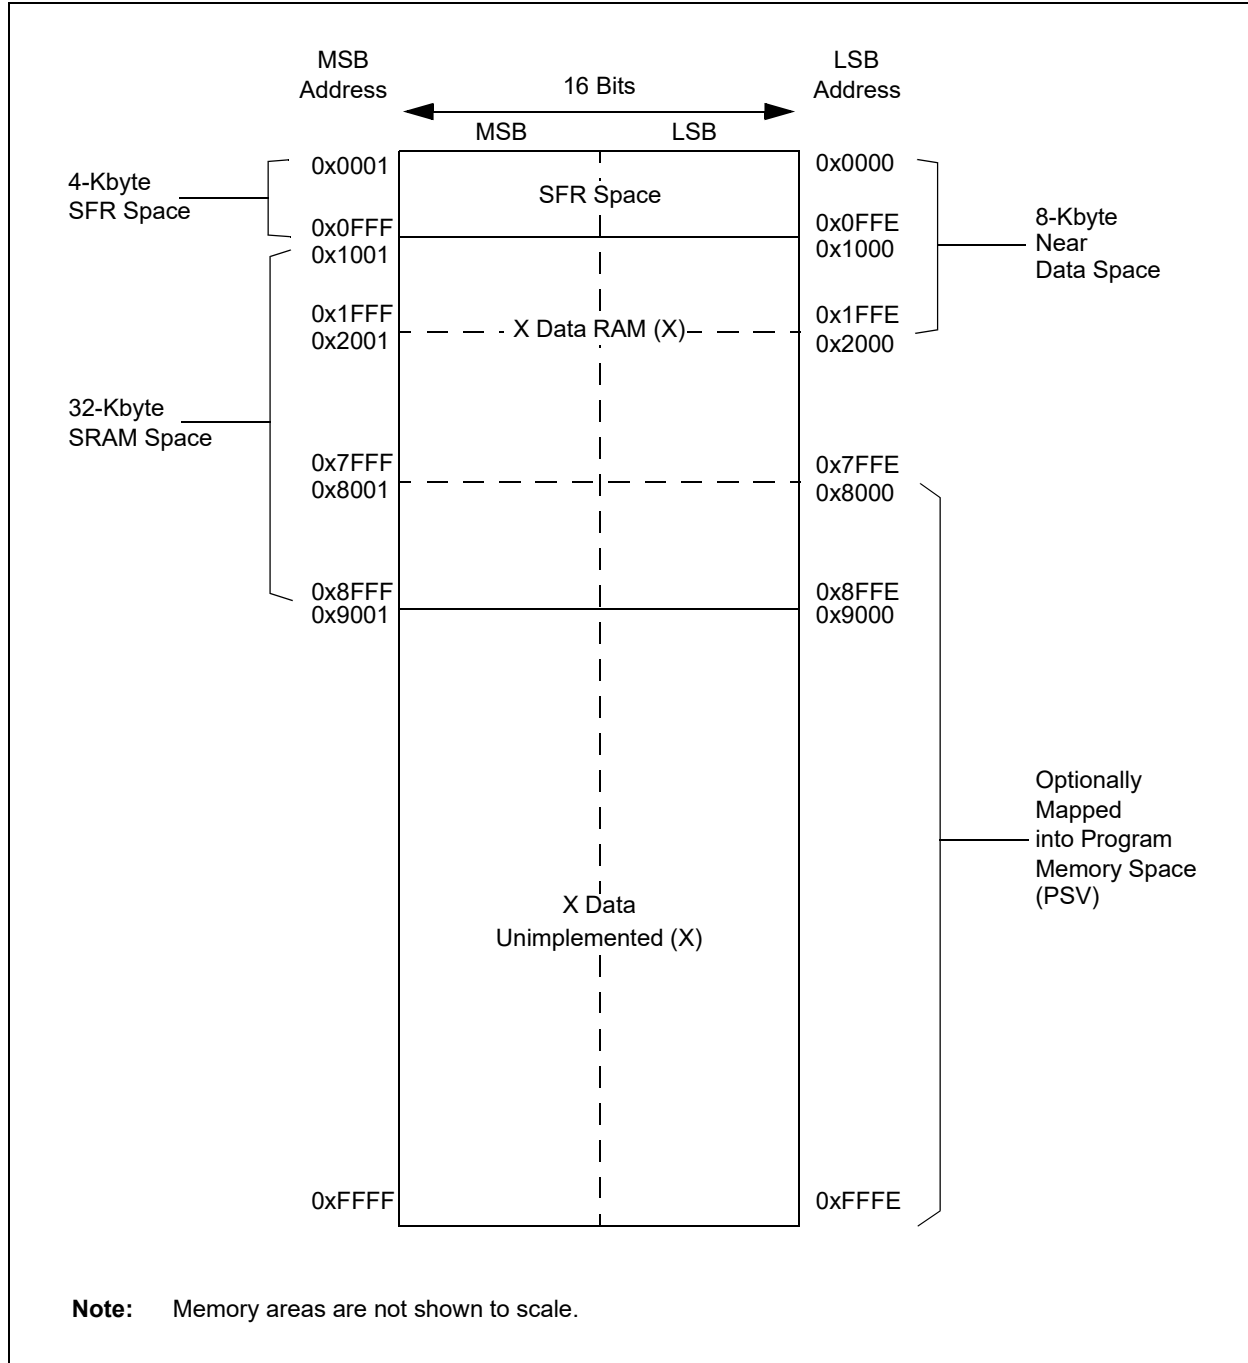 MSB
Address
16 Bits
LSB
Address
MSB
LSB
4-Kbyte
SFR Space
0x0001
0x0FFF
0x1001
SFR Space
0x0000
0x0FFE
0x1000
8-Kbyte
Near
Data Space
0x1FFF
0x2001
X Data RAM (X)
0x1FFE
0x2000
32-Kbyte
SRAM Space
0x7FFF
0x8001
0x7FFE
0x8000
0x8FFF
0x9001
0x8FFE
0x9000
Optionally
Mapped
into Program
Memory Space
(PSV)
X Data
Unimplemented (X)
0xFFFF
0xFFFE
Note: Memory areas are not shown to scale.